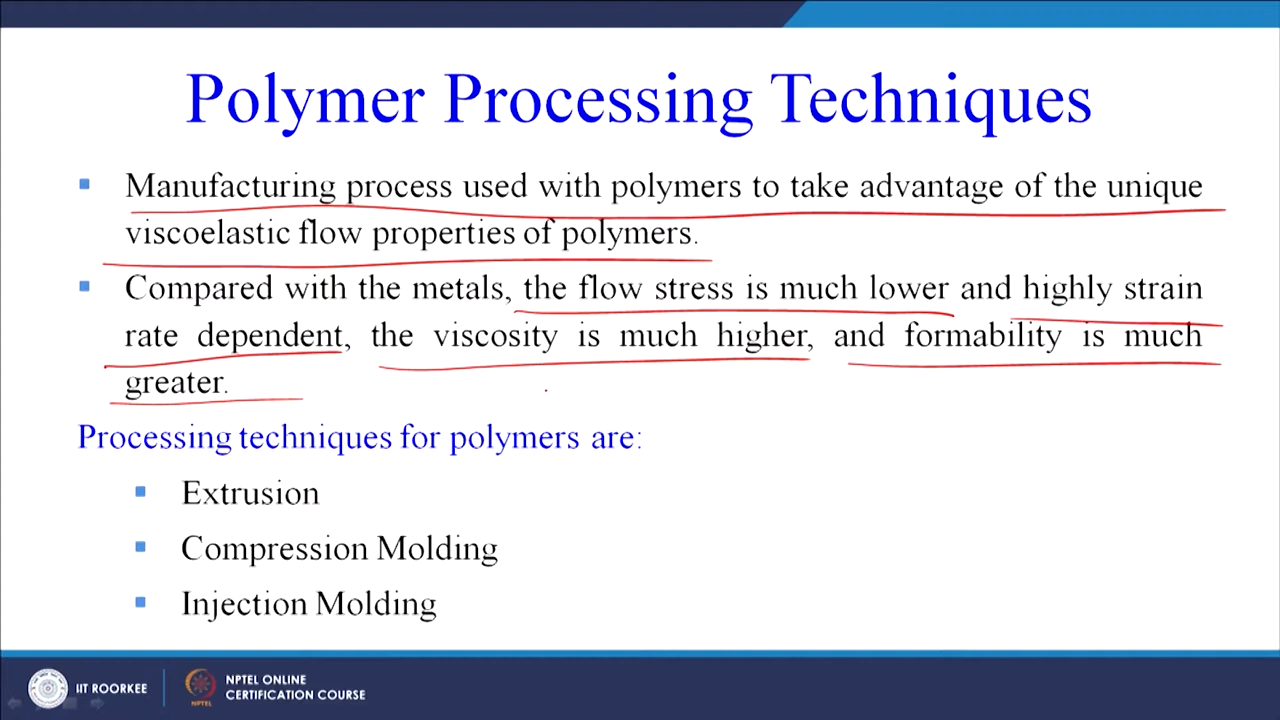 Polymer Processing Techniques
Manufacturing process used with polymers to take advantage of the unique
viscoelastic flow properties of polymers.
Compared with the metals, the flow stress is much lower and highly strain
rate dependent, the viscosity is much higher, and formability is much
greater.
Processing techniques for polymers are:
Extrusion
Compression Molding
Injection Molding
IIT ROORKEE
NPTEL ONLINE
CERTIFICATION COURSE
NPTEL